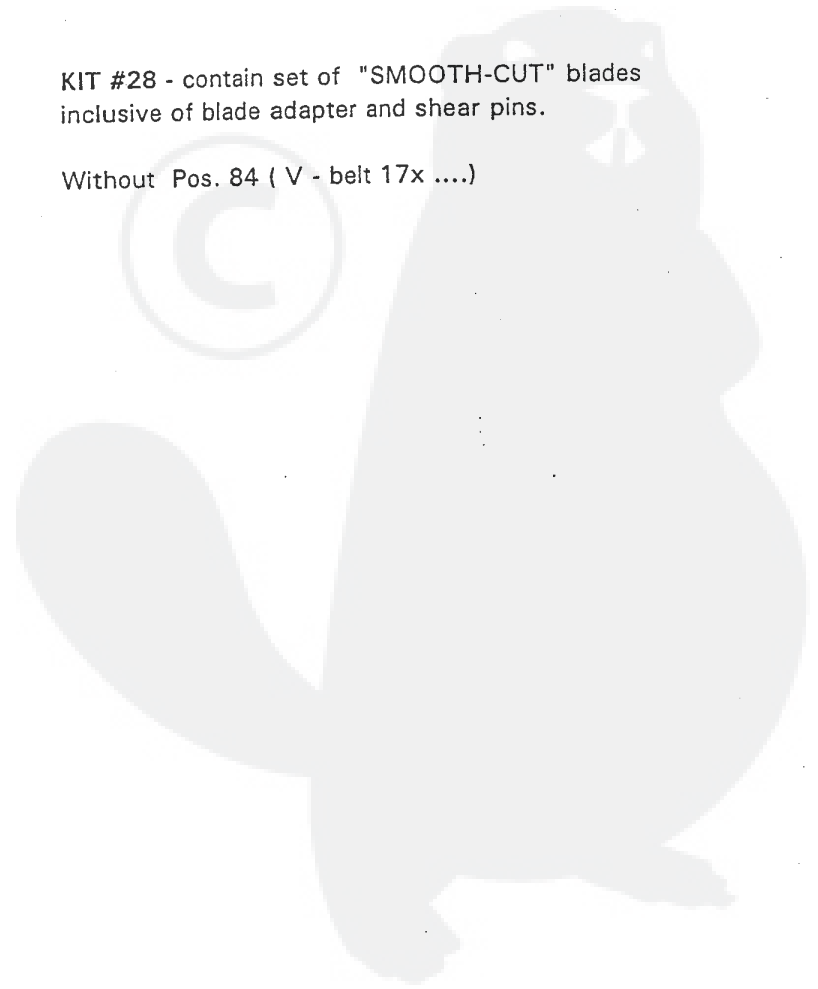 KIT #28 - contain set of "SMOOTH-CUT" blades
inclusive of blade adapter and shear pins.
Without Pos. 84 ( V - belt 17x ....)
©